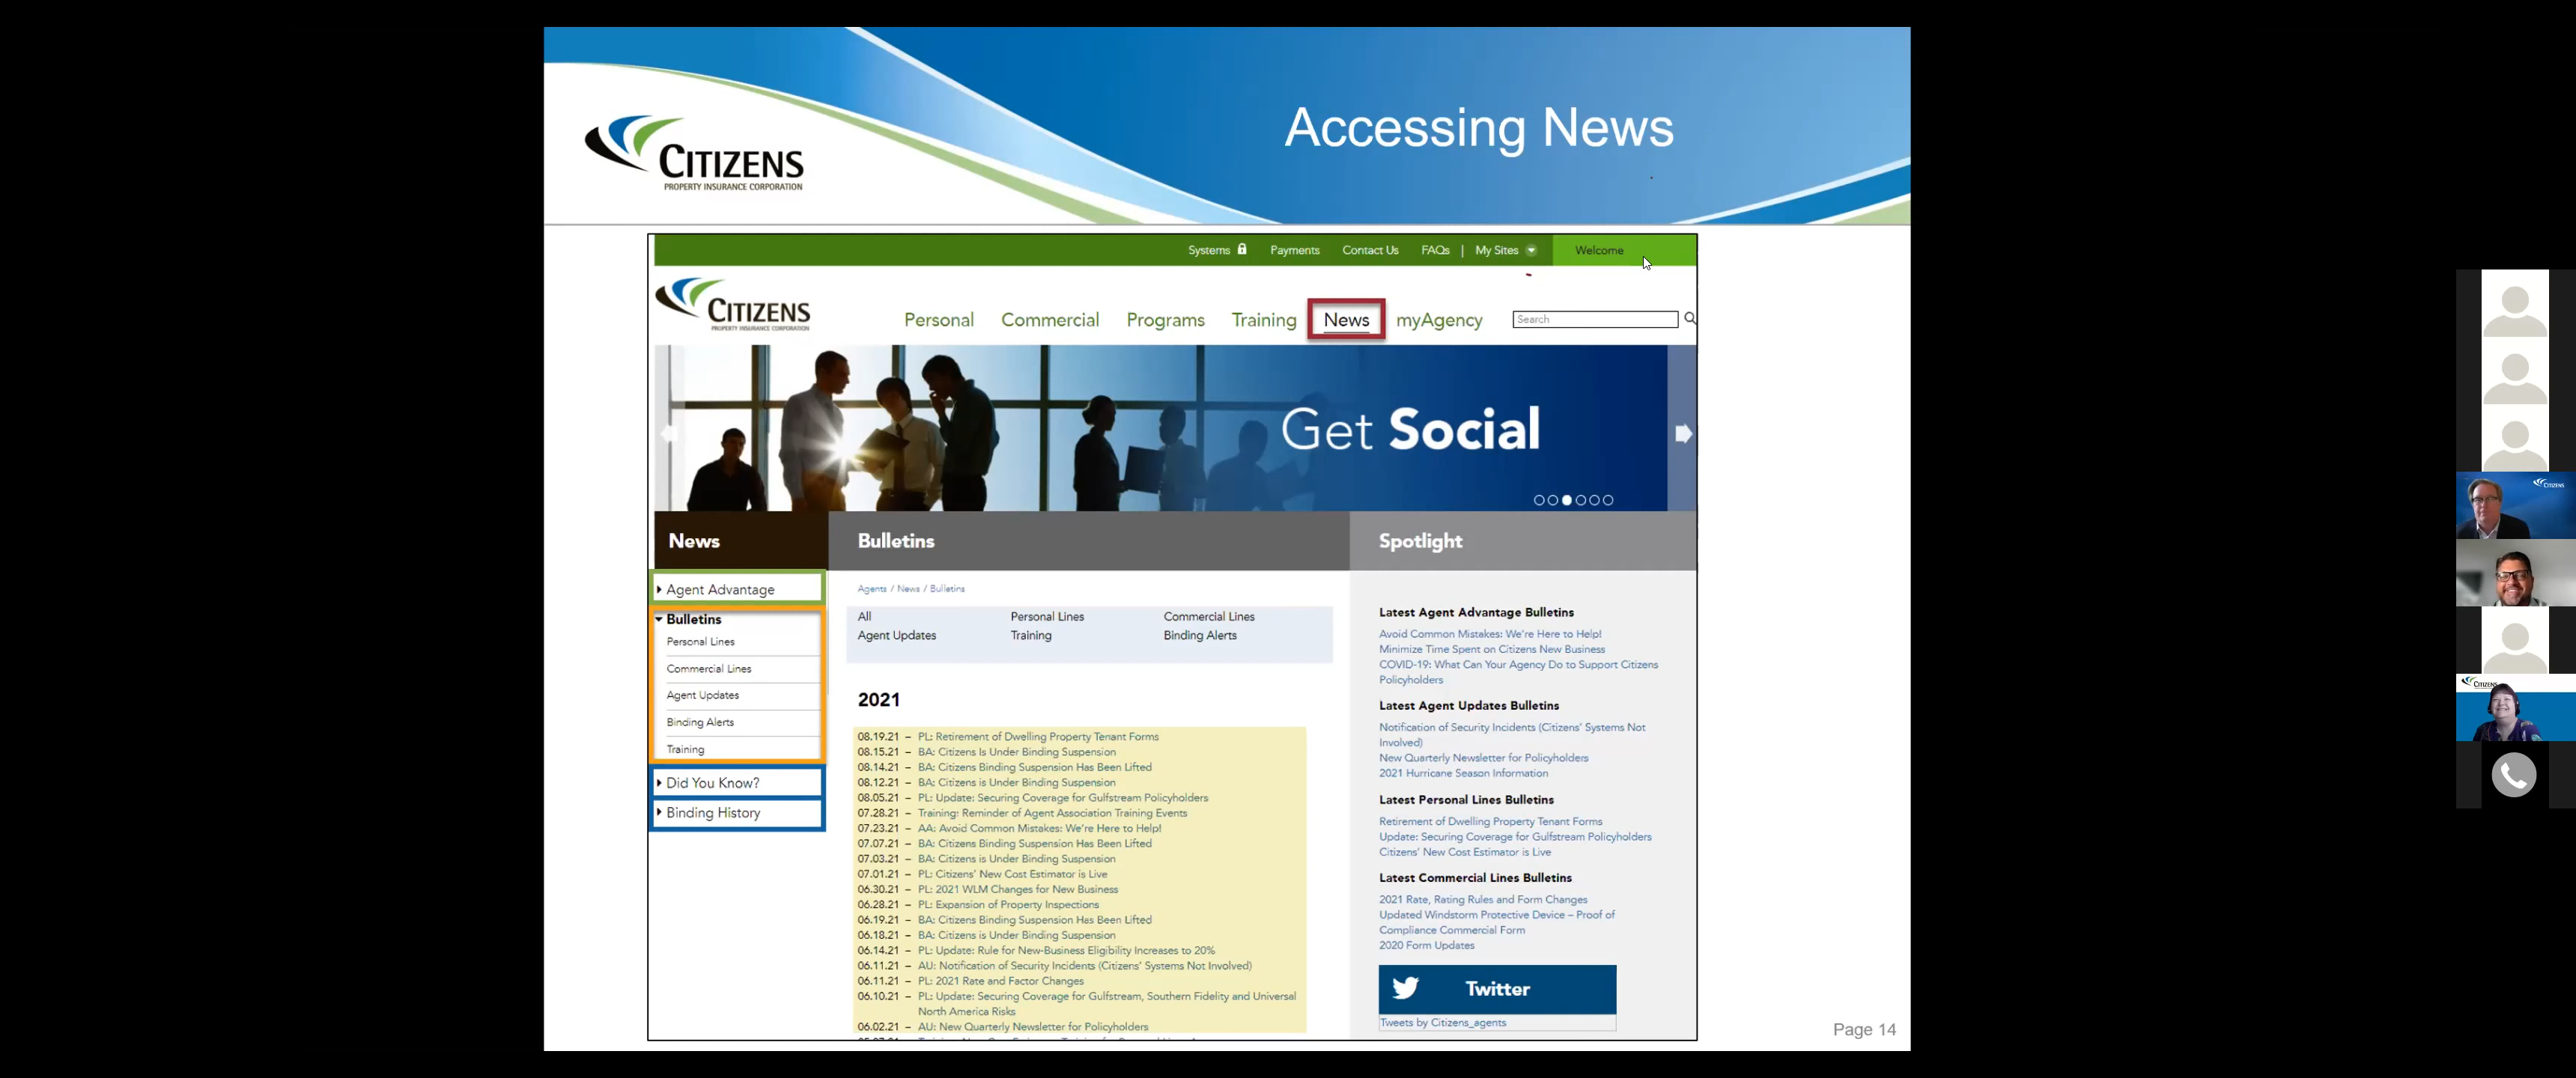 Accessing News
CITIZENS
PROPERTY INSURANCE CORPORATION
Systems Payments Contact Us FAQs | My Sites Welcome
CITIZENS
PROPERTY INSURANCE CORPORATION
Personal Commercial Programs Training News myAgency Search
Get Social
News
Agent Advantage
Bulletins
Personal Lines
Commercial Lines
Agent Updates
Binding Alerts
Training
Did You Know?
Binding History
Bulletins
Agents / News / Bulletins
All Personal Lines Commercial Lines
Agent Updates Training Binding Alerts
2021
08.19.21 – PL: Retirement of Dwelling Property Tenant Forms
08.15.21 – BA: Citizens Is Under Binding Suspension
08.14.21 – BA: Citizens Binding Suspension Has Been Lifted
08.12.21 – BA: Citizens is Under Binding Suspension
08.05.21 – PL: Update: Securing Coverage for Gulfstream Policyholders
07.28.21 – Training: Reminder of Agent Association Training Events
07.23.21 – AA: Avoid Common Mistakes: We're Here to Help!
07.07.21 – BA: Citizens Binding Suspension Has Been Lifted
07.03.21 – BA: Citizens is Under Binding Suspension
07.01.21 – PL: Citizens' New Cost Estimator is Live
06.30.21 – PL: 2021 WLM Changes for New Business
06.28.21 – PL: Expansion of Property Inspections
06.19.21 – BA: Citizens Binding Suspension Has Been Lifted
06.18.21 – BA: Citizens is Under Binding Suspension
06.14.21 – PL: Update: Rule for New-Business Eligibility Increases to 20%
06.11.21 – AU: Notification of Security Incidents (Citizens' Systems Not Involved)
06.11.21 – PL: 2021 Rate and Factor Changes
06.10.21 – PL: Update: Securing Coverage for Gulfstream, Southern Fidelity and Universal
North America Risks
06.02.21 – AU: New Quarterly Newsletter for Policyholders
Spotlight
Latest Agent Advantage Bulletins
Avoid Common Mistakes: We're Here to Help!
Minimize Time Spent on Citizens New Business
COVID-19: What Can Your Agency Do to Support Citizens
Policyholders
Latest Agent Updates Bulletins
Notification of Security Incidents (Citizens' Systems Not
Involved)
New Quarterly Newsletter for Policyholders
2021 Hurricane Season Information
Latest Personal Lines Bulletins
Retirement of Dwelling Property Tenant Forms
Update: Securing Coverage for Gulfstream Policyholders
Citizens' New Cost Estimator is Live
Latest Commercial Lines Bulletins
2021 Rate, Rating Rules and Form Changes
Updated Windstorm Protective Device – Proof of
Compliance Commercial Form
2020 Form Updates
Twitter
Tweets by Citizens_agents
Page 14
CITIZENS
CITIZENS